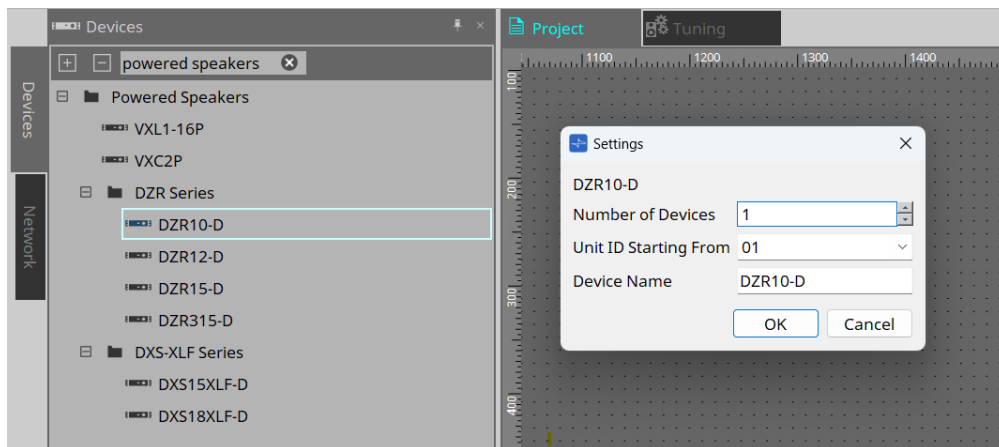 Devices
Project
Tuning
powered speakers
1100
1200
1300
1400
100
200
300
400
Devices
Network
Powered Speakers
VXL1-16P
VXC2P
DZR Series
DZR10-D
DZR12-D
DZR15-D
DZR315-D
DXS-XLF Series
DXS15XLF-D
DXS18XLF-D
Settings
DZR10-D
Number of Devices 1
Unit ID Starting From 01
Device Name DZR10-D
OK Cancel